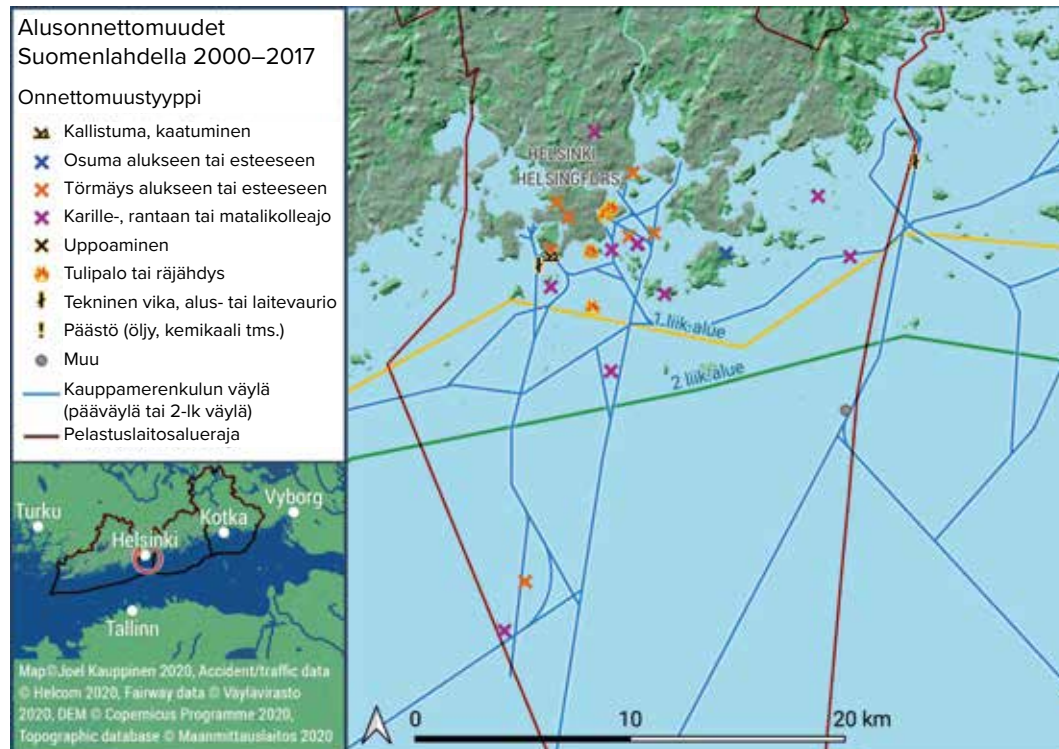 Alusonnettomuudet
Suomenlahdella 2000–2017
Onnettomuustyyppi
Kallistuma, kaatuminen
Osuma alukseen tai esteeseen
Törmäys alukseen tai esteeseen
Karille-, rantaan tai matalikolleajo
Uppoaminen
Tulipalo tai räjähdys
Tekninen vika, alus- tai laitevaurio
Päästö (öljy, kemikaali tms.)
Muu
Kauppamerenkulun väylä
(pääväylä tai 2-lk väylä)
Pelastuslaitosalueraja
HELSINKI
HELSINGFORS
1 liik.alue
2 liik.alue
Turku
Helsinki
Kotka
Vyborg
Tallinn
Map©Joel Kauppinen 2020, Accident/traffic data
© Helcom 2020, Fairway data © Väylävirasto
2020, DEM © Copernicus Programme 2020,
Topographic database © Maanmittauslaitos 2020
0 10 20 km